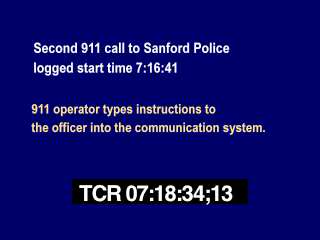 Second 911 call to Sanford Police
logged start time 7:16:41
911 operator types instructions to
the officer into the communication system.
TCR 07:18:34;13